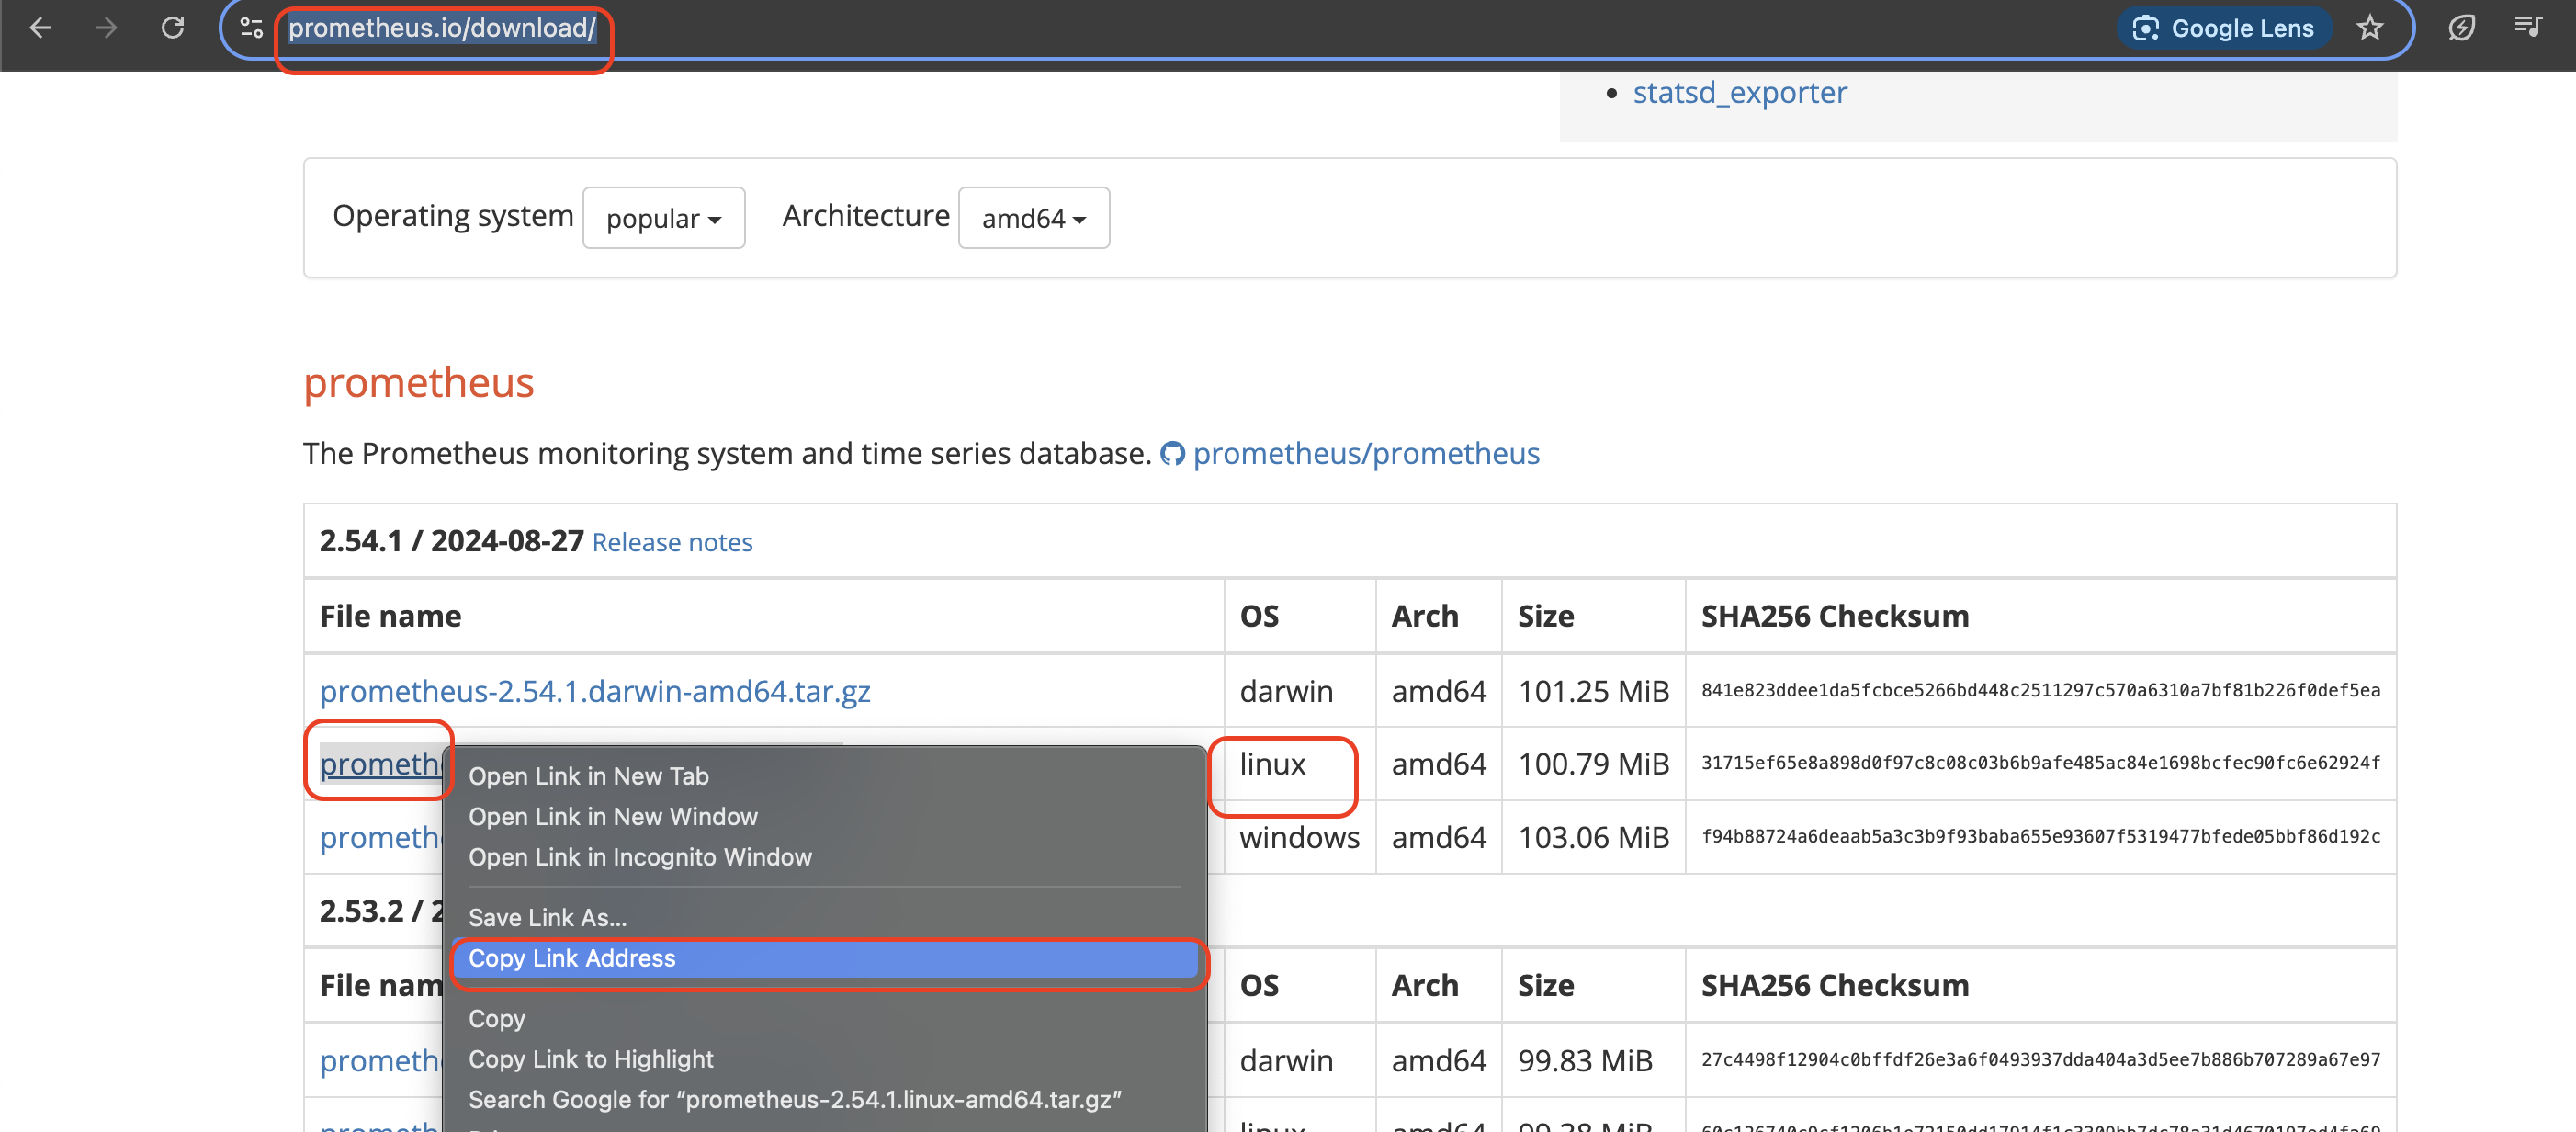 prometheus.io/download/
Google Lens
statsd_exporter
Operating system popular Architecture amd64
prometheus
The Prometheus monitoring system and time series database. prometheus/prometheus
2.54.1 / 2024-08-27 Release notes
File name OS Arch Size SHA256 Checksum
prometheus-2.54.1.darwin-amd64.tar.gz darwin amd64 101.25 MiB 841e823ddee1da5fcbce5266bd448c2511297c570a6310a7bf81b226f0def5ea
prometh linux amd64 100.79 MiB 31715ef65e8a898d0f97c8c08c03b6b9afe485ac84e1698bcfec90fc6e62924f
prometh windows amd64 103.06 MiB f94b88724a6deaab5a3c3b9f93baba655e93607f5319477bfede05bbf86d192c
Open Link in New Tab
Open Link in New Window
Open Link in Incognito Window
Save Link As...
Copy Link Address
Copy
Copy Link to Highlight
Search Google for “prometheus-2.54.1.linux-amd64.tar.gz”
2.53.2 / 2
File nam OS Arch Size SHA256 Checksum
prometh darwin amd64 99.83 MiB 27c4498f12904c0bffdf26e3a6f0493937dda404a3d5ee7b886b707289a67e97
prometh linux amd64 99.38 MiB